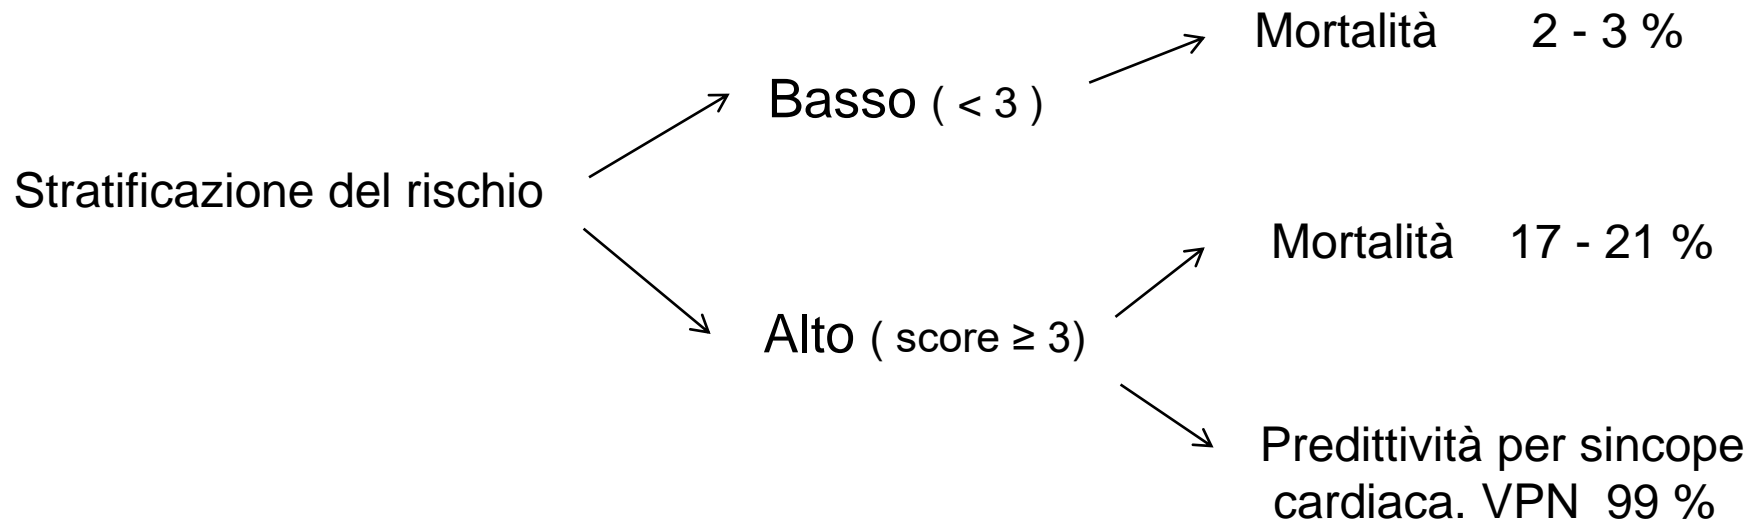 Stratificazione del rischio
Basso ( < 3 )
Mortalità 2 - 3 %
Alto ( score ≥ 3)
Mortalità 17 - 21 %
Predittività per sincope
cardiaca. VPN 99 %